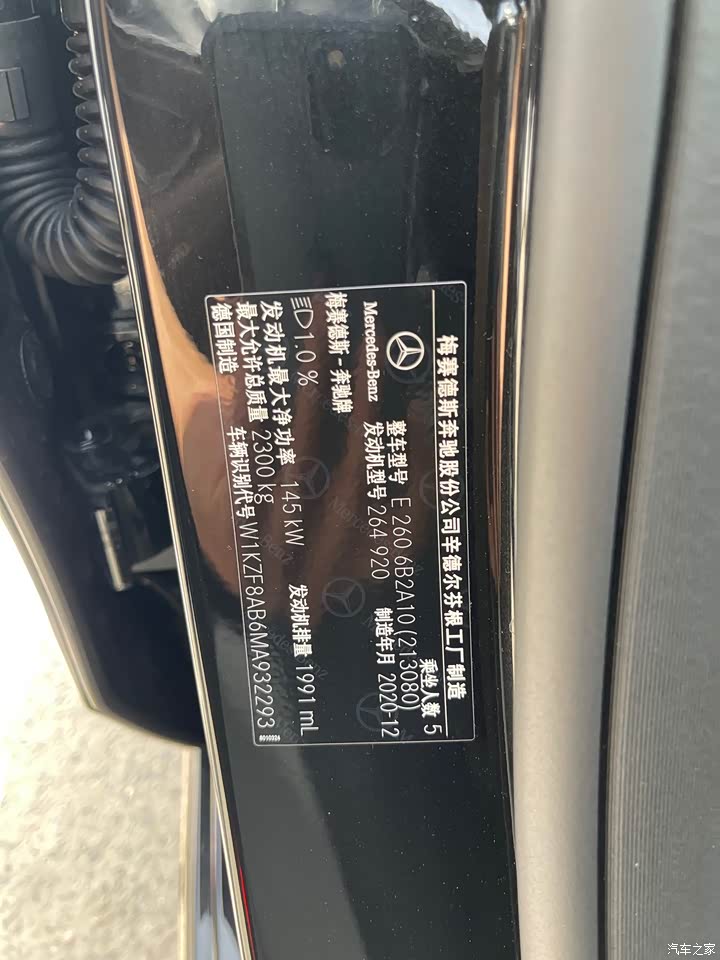 梅赛德斯奔驰股份公司辛德尔芬根工厂制造
乘坐人数 5
Mercedes-Benz
整车型号 E 260 6B2A10 (213080)
梅赛德斯-奔驰牌
发动机型号 264 920
制造年月 2020-12
1.0 %
发动机最大净功率 145 kW
发动机排量 1991 mL
最大允许总质量 2300 kg
德国制造
车辆识别代号 W1KZF8AB6MA932293
汽车之家